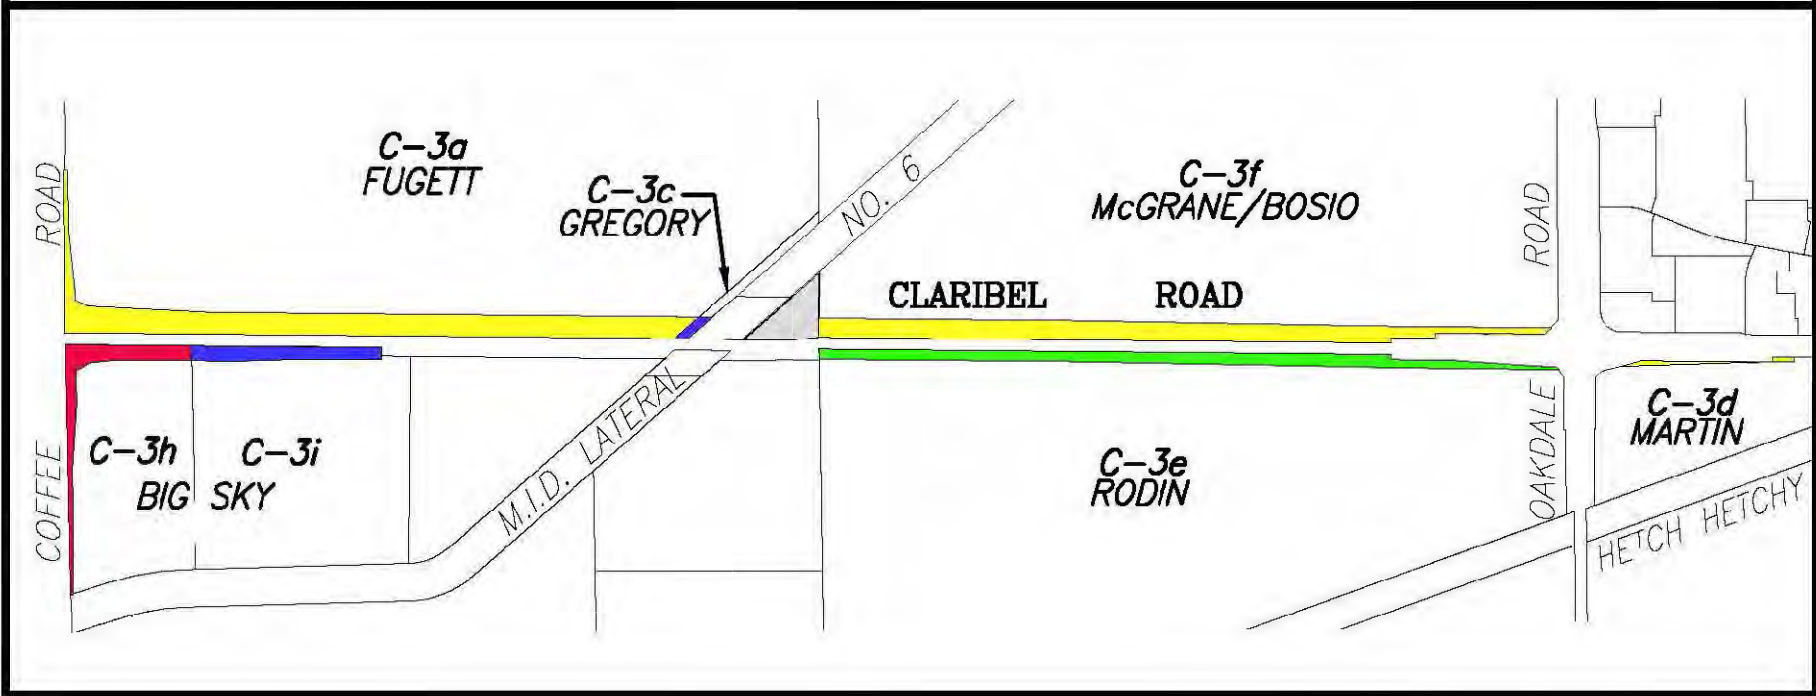 C-3a
FUGETT
C-3c
GREGORY
NO. 6
C-3f
McGRANE/BOSIO
ROAD
ROAD
CLARIBEL ROAD
C-3h
C-3i
BIG SKY
COFFEE
M.I.D. LATERAL
C-3e
RODIN
OAKDALE
C-3d
MARTIN
HETCH HETCHY